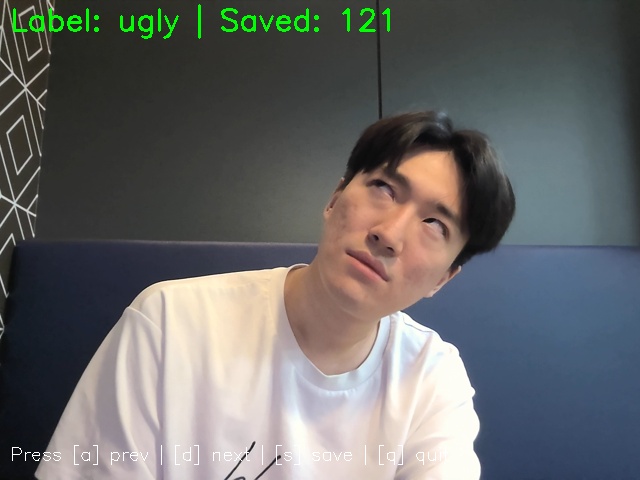 Label: ugly | Saved: 121
Press [a] prev | [d] next | [s] save | [q] quit